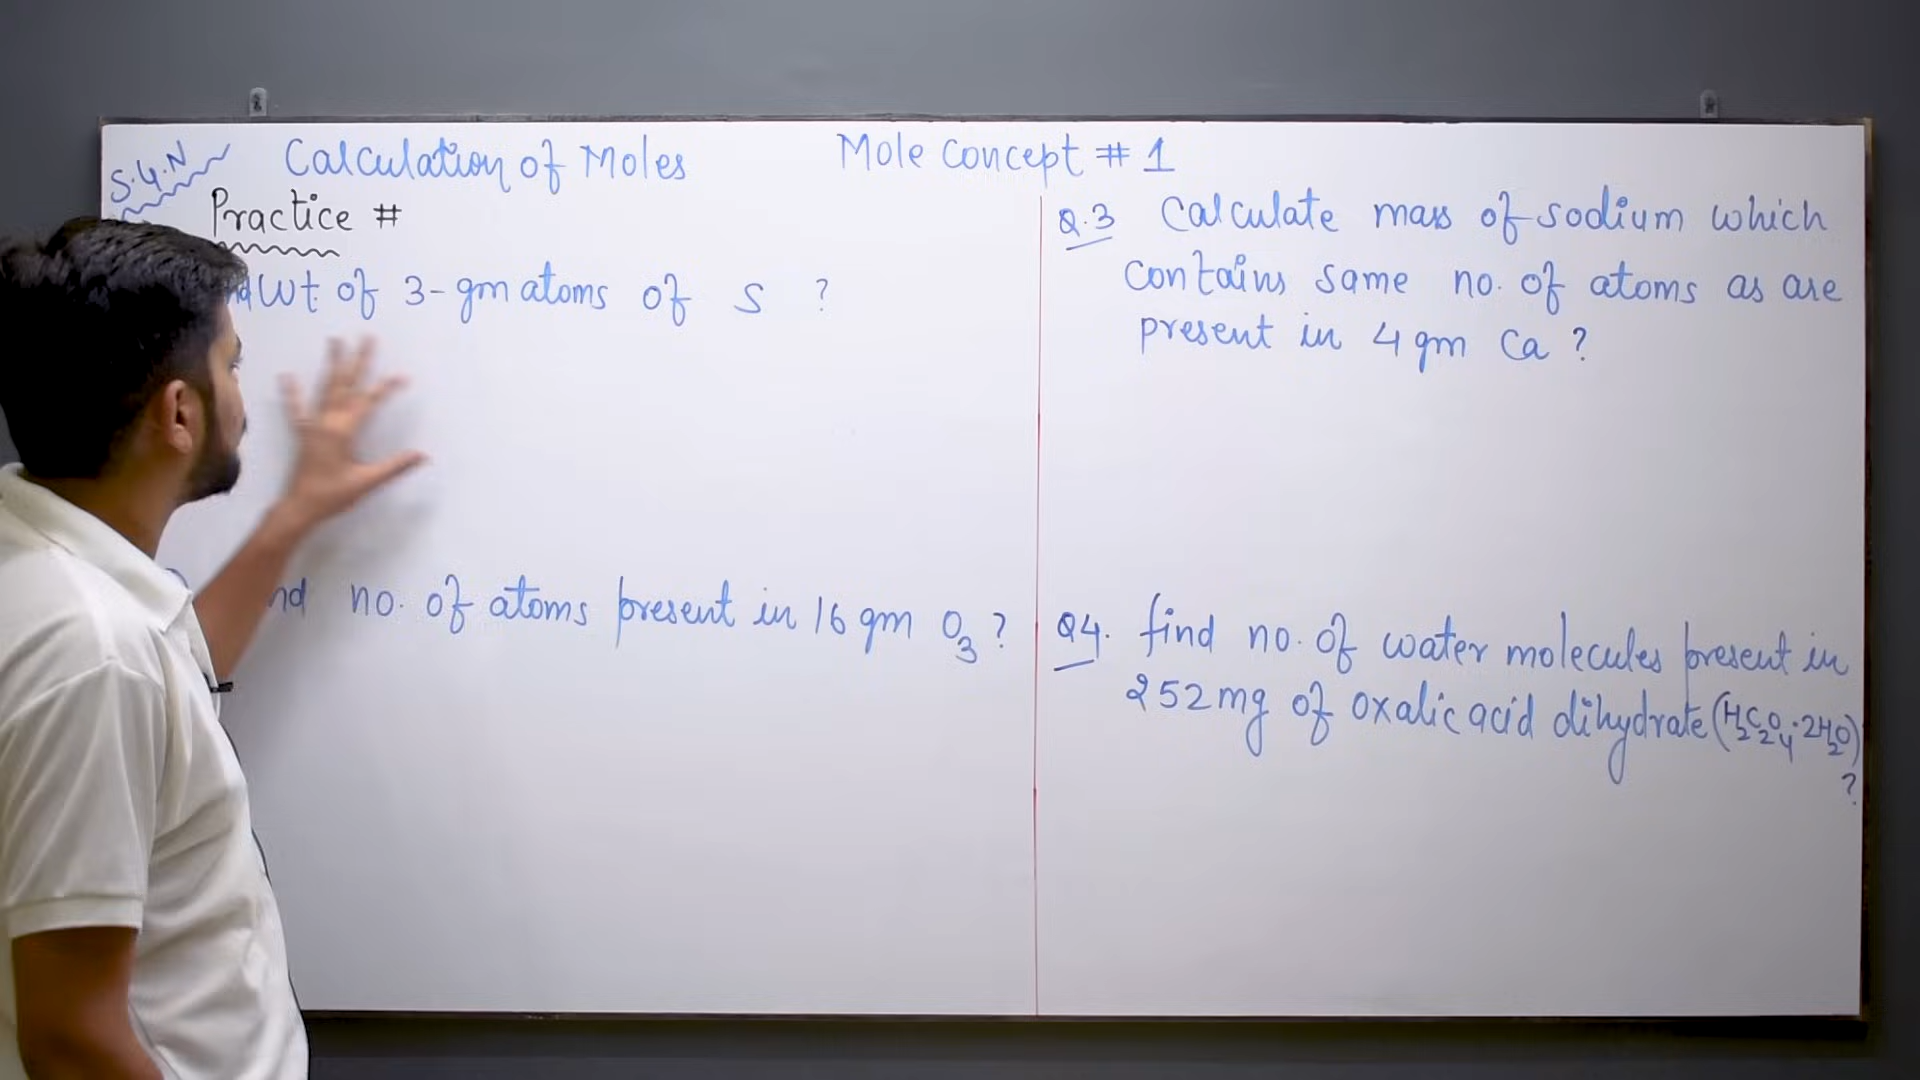 S.4.N
Calculation of Moles
Mole Concept # 1
Practice #
Wt. of 3-gm atoms of S ?
no. of atoms present in 16 gm O3 ?
Q.3 Calculate mass of sodium which
contains same no. of atoms as are
present in 4 gm Ca ?
Q4. find no. of water molecules present in
252 mg of oxalic acid dihydrate (H2C2O4.2H2O)
?